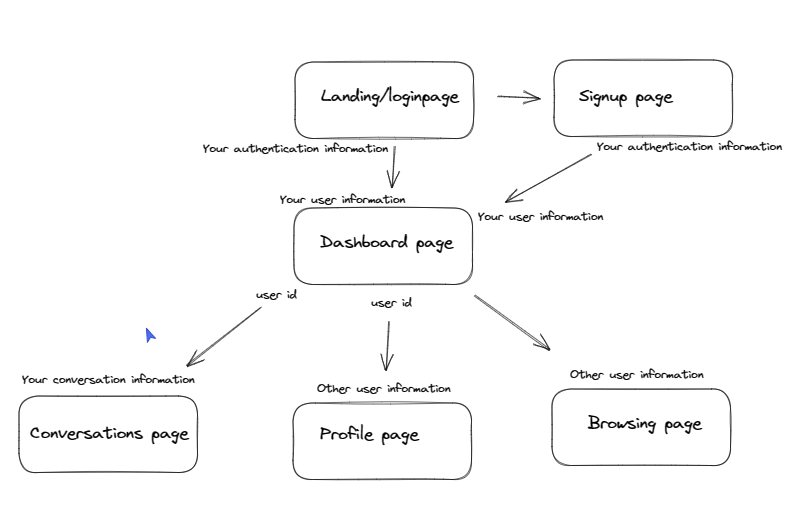 Landing/loginpage
Signup page
Your authentication information
Your authentication information
Your user information
Your user information
Dashboard page
user id
user id
Your conversation information
Other user information
Other user information
Conversations page
Profile page
Browsing page